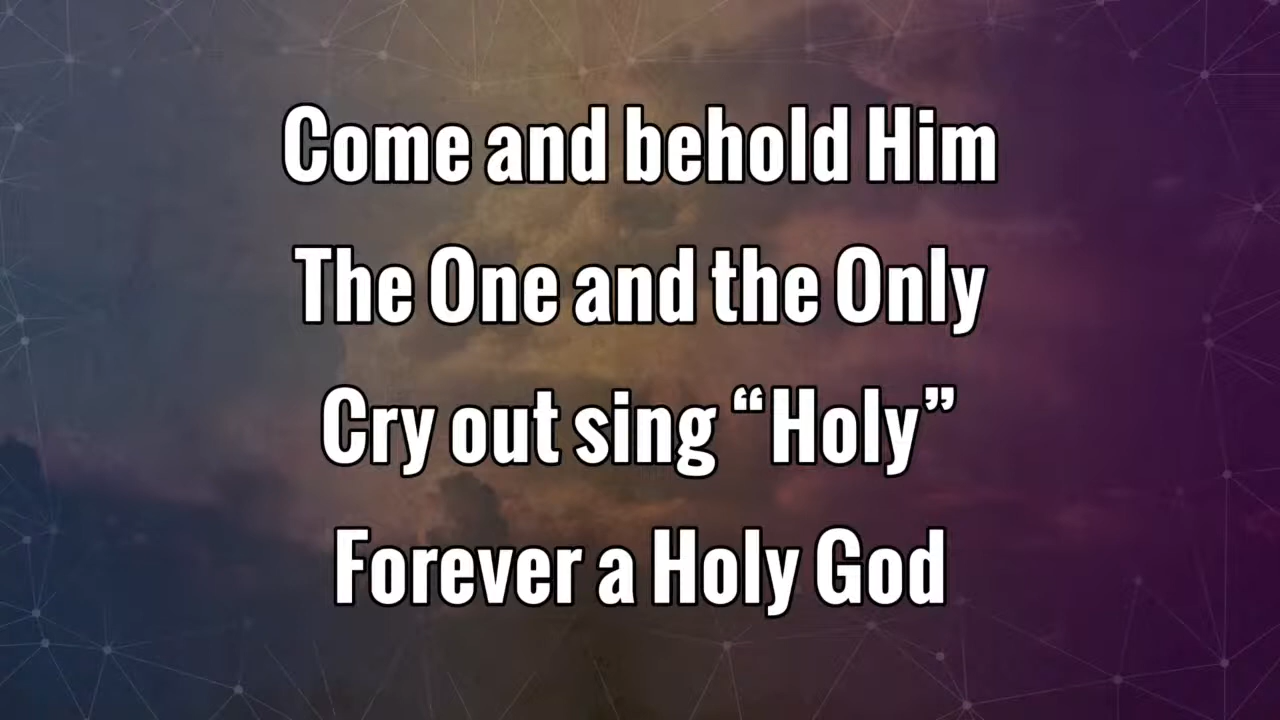 Come and behold Him
The One and the Only
Cry out sing “Holy”
Forever a Holy God